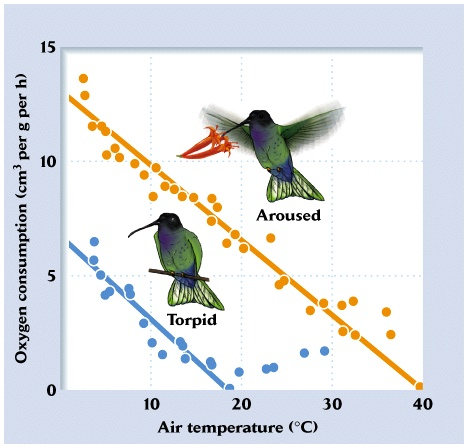 Oxygen consumption (cm³ per g per h)
15
10
5
0
Aroused
Torpid
10
20
30
40
Air temperature (°C)